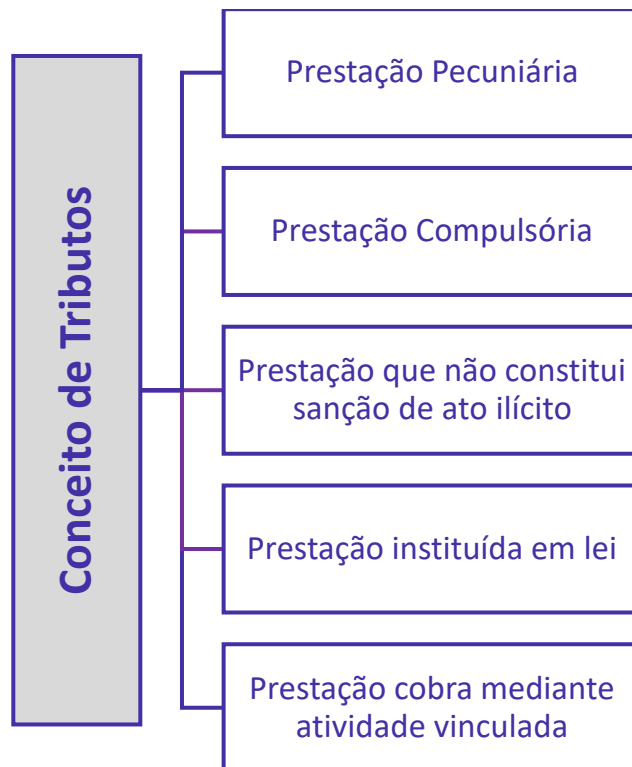 Conceito de Tributos
Prestação Pecuniária
Prestação Compulsória
Prestação que não constitui
sanção de ato ilícito
Prestação instituída em lei
Prestação cobra mediante
atividade vinculada